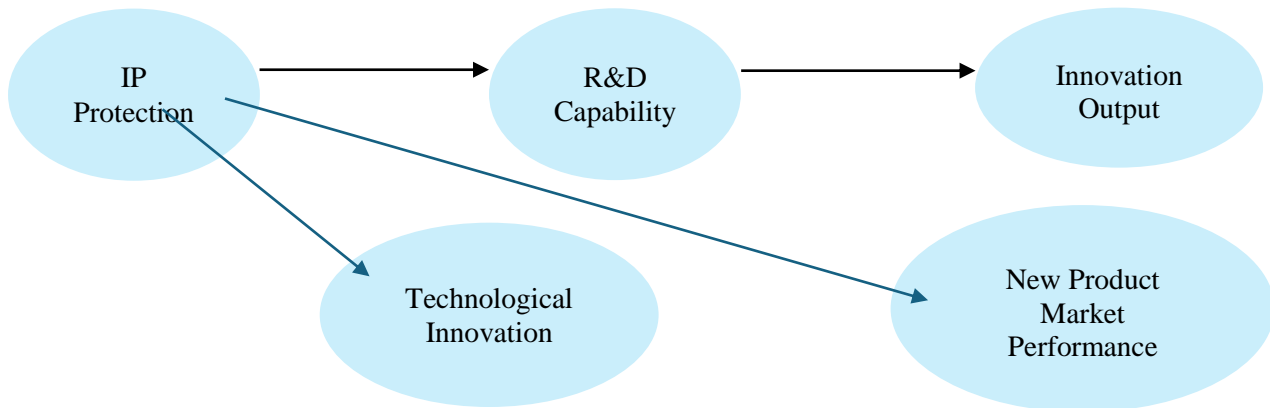 IP
Protection
R&D
Capability
Innovation
Output
Technological
Innovation
New Product
Market
Performance